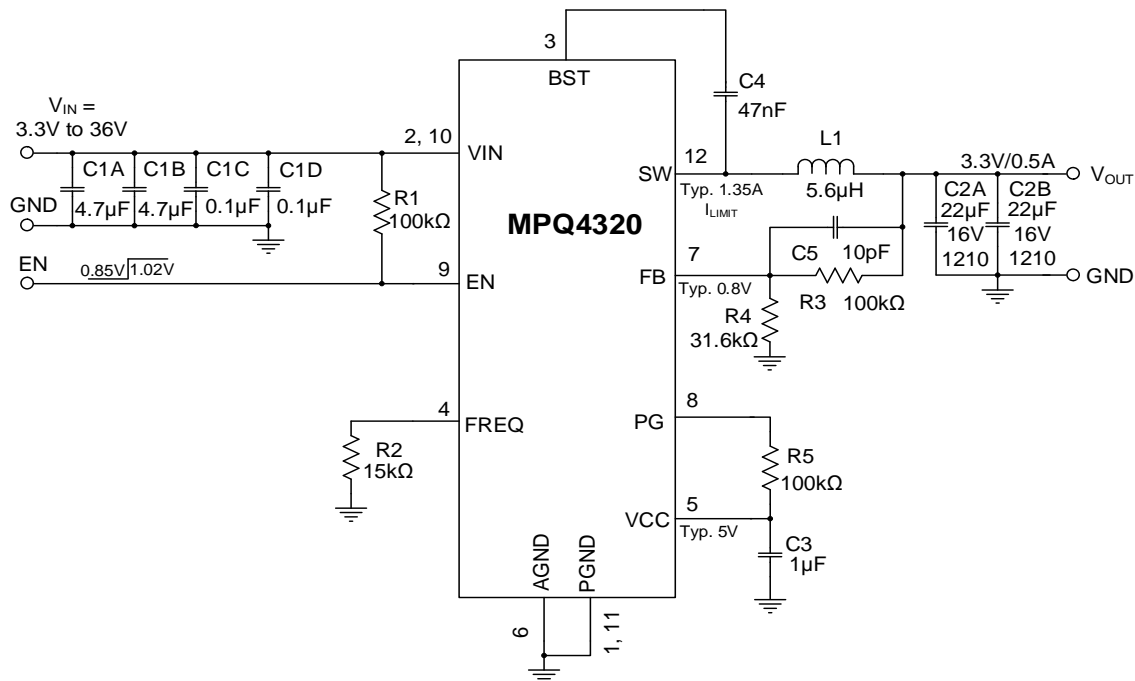 3
BST
C4
47nF
VIN =
3.3V to 36V
2, 10
VIN
C1A
C1B
C1C
C1D
4.7µF
4.7µF
0.1µF
0.1µF
GND
R1
100kΩ
EN
0.85V
1.02V
9
EN
MPQ4320
12
SW
Typ. 1.35A
ILIMIT
L1
5.6µH
3.3V/0.5A
VOUT
C2A
22µF
16V
1210
C2B
22µF
16V
1210
GND
7
FB
Typ. 0.8V
C5
10pF
R3
100kΩ
R4
31.6kΩ
4
FREQ
R2
15kΩ
8
PG
R5
100kΩ
5
VCC
Typ. 5V
C3
1µF
AGND
PGND
6
1, 11